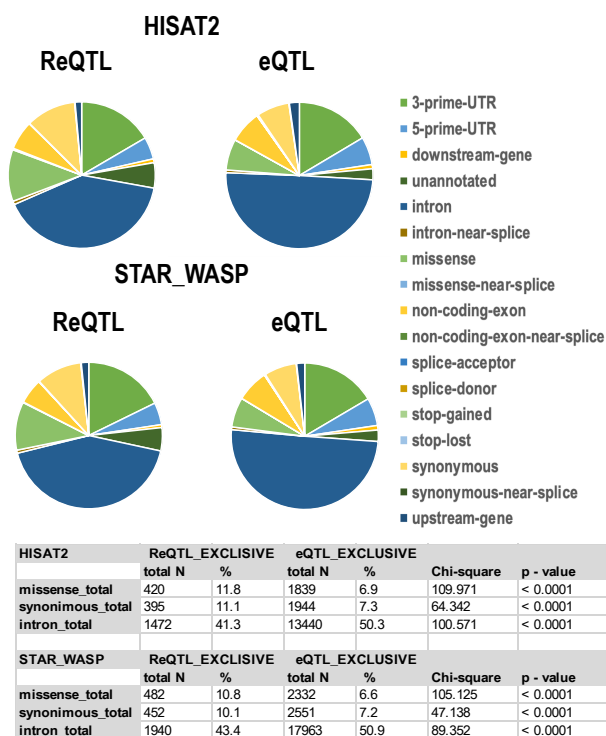 HISAT2
ReQTL eQTL
3-prime-UTR
5-prime-UTR
downstream-gene
unannotated
intron
intron-near-splice
missense
missense-near-splice
non-coding-exon
non-coding-exon-near-splice
splice-acceptor
splice-donor
stop-gained
stop-lost
synonymous
synonymous-near-splice
upstream-gene
STAR_WASP
ReQTL eQTL
HISAT2 ReQTL_EXCLISIVE eQTL_EXCLUSIVE
total N % total N % Chi-square p - value
missense_total 420 11.8 1839 6.9 109.971 < 0.0001
synonimous_total 395 11.1 1944 7.3 64.342 < 0.0001
intron_total 1472 41.3 13440 50.3 100.571 < 0.0001
STAR_WASP ReQTL_EXCLISIVE eQTL_EXCLUSIVE
total N % total N % Chi-square p - value
missense_total 482 10.8 2332 6.6 105.125 < 0.0001
synonimous_total 452 10.1 2551 7.2 47.138 < 0.0001
intron_total 1940 43.4 17963 50.9 89.352 < 0.0001